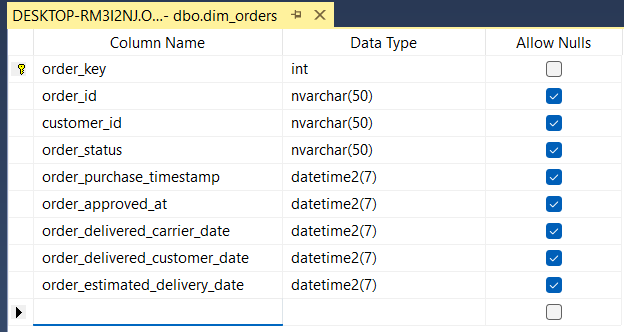 DESKTOP-RM3I2NJ.O...- dbo.dim_orders
Column Name Data Type Allow Nulls
order_key int
order_id nvarchar(50)
customer_id nvarchar(50)
order_status nvarchar(50)
order_purchase_timestamp datetime2(7)
order_approved_at datetime2(7)
order_delivered_carrier_date datetime2(7)
order_delivered_customer_date datetime2(7)
order_estimated_delivery_date datetime2(7)